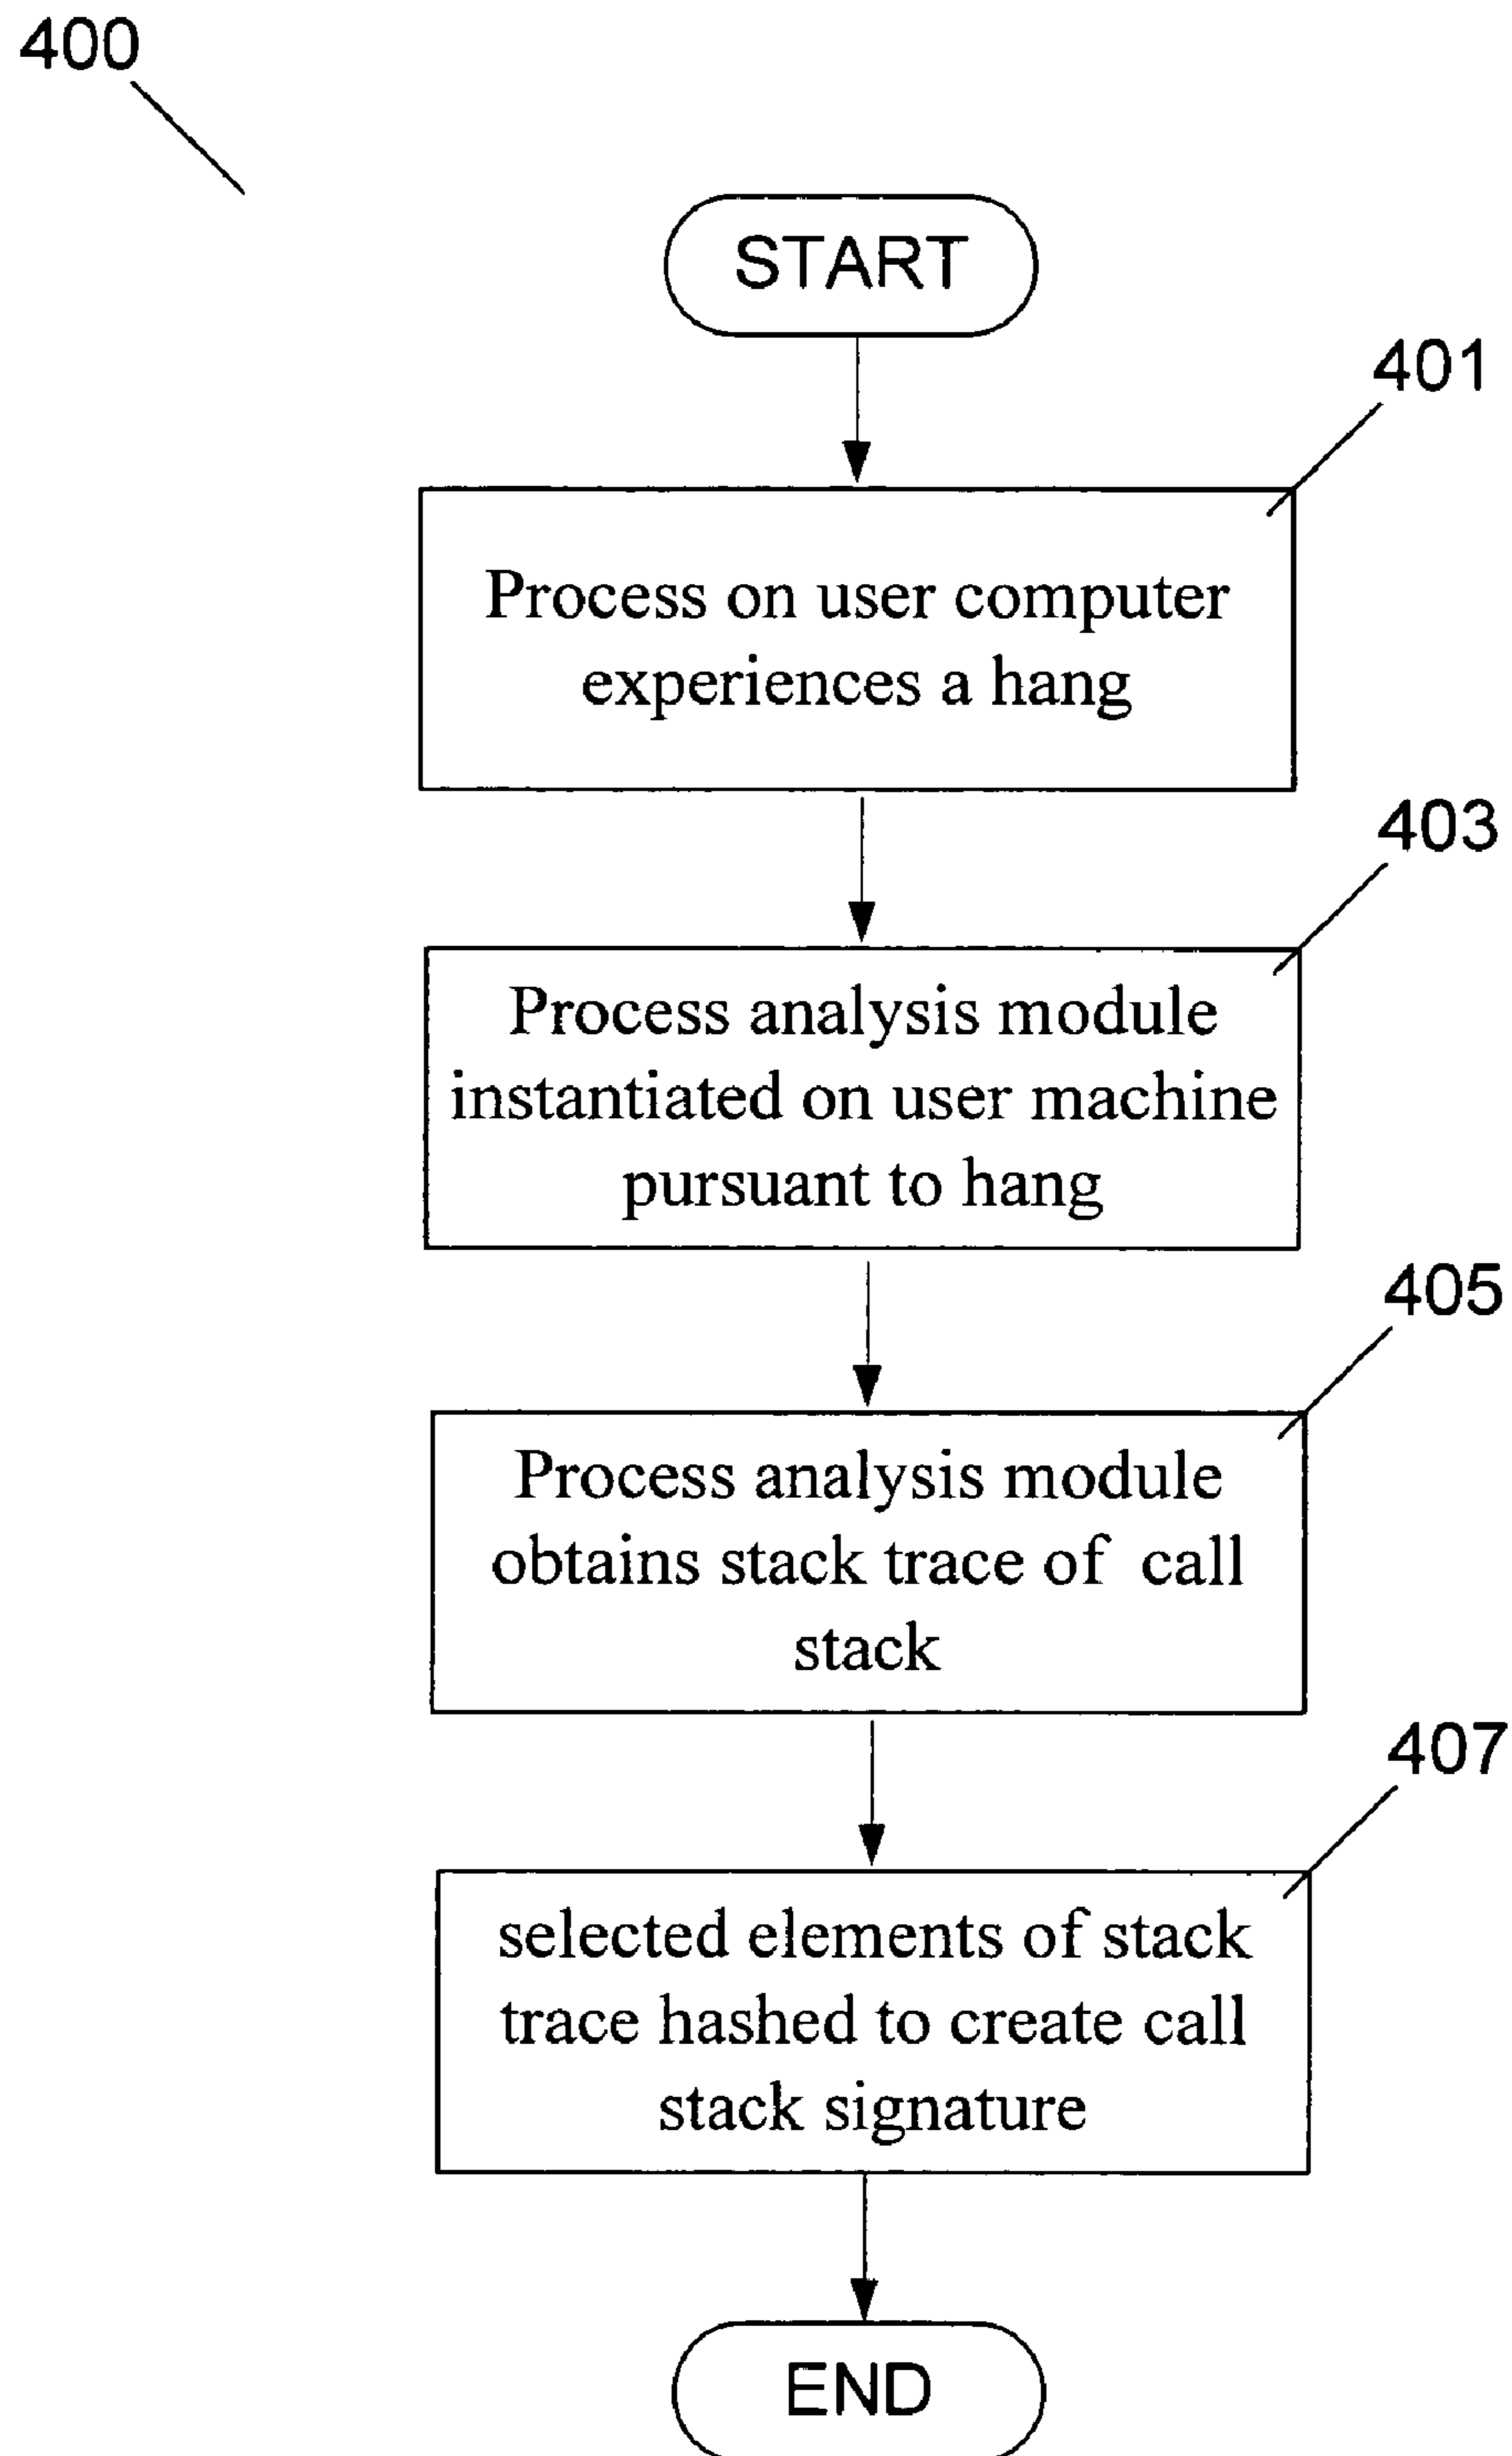 400
START
401
Process on user computer
experiences a hang
403
Process analysis module
instantiated on user machine
pursuant to hang
405
Process analysis module
obtains stack trace of call
stack
407
selected elements of stack
trace hashed to create call
stack signature
END